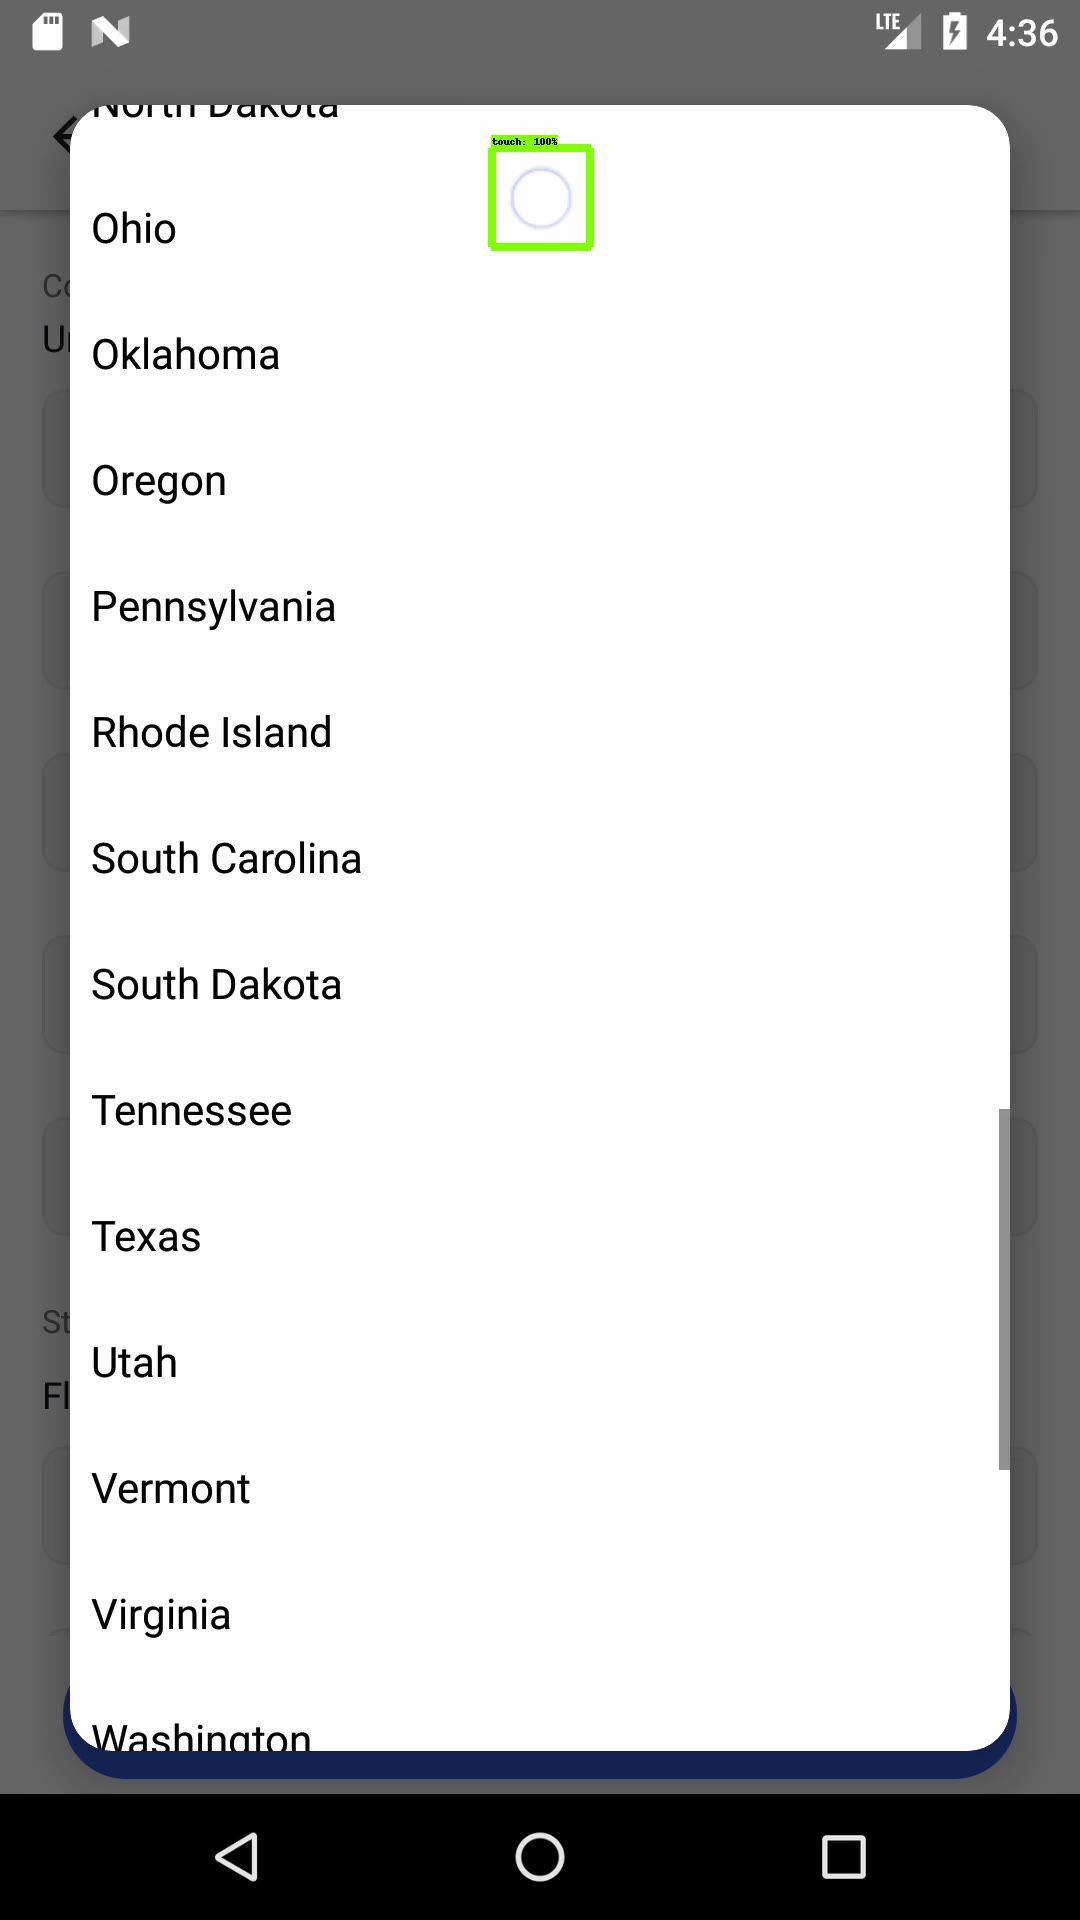 LTE 4:36
North Dakota
touch: 100%
Ohio
Co
Oklahoma
Oregon
Pennsylvania
Rhode Island
South Carolina
South Dakota
Tennessee
Texas
St
Utah
Fl
Vermont
Virginia
Washington